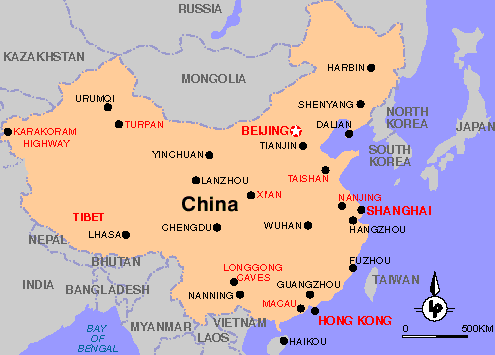 RUSSIA
KAZAKHSTAN
MONGOLIA
HARBIN
URUMQI
SHENYANG
TURPAN
NORTH
KOREA
KARAKORAM
HIGHWAY
BEIJING
DALIAN
JAPAN
TIANJIN
YINCHUAN
SOUTH
KOREA
LANZHOU
TAISHAN
XI'AN
China
NANJING
TIBET
SHANGHAI
CHENGDU
WUHAN
HANGZHOU
LHASA
NEPAL
BHUTAN
FUZHOU
LONGGONG
CAVES
TAIWAN
INDIA
BANGLADESH
GUANGZHOU
NANNING
MACAU
HONG KONG
BAY
OF
BENGAL
MYANMAR
VIETNAM
LAOS
HAIKOU
lp
0 500KM